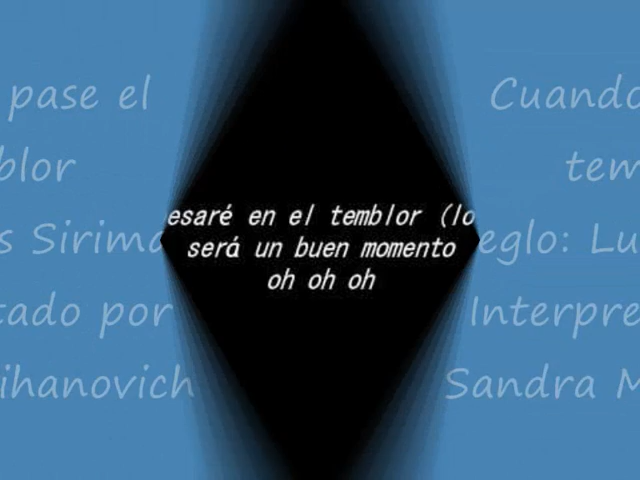 pase el
blor
s Sirima
tado por
ihanovich
esaré en el temblor (lo
será un buen momento
oh oh oh
Cuando
tem
eglo: Lu
Interpre
Sandra M